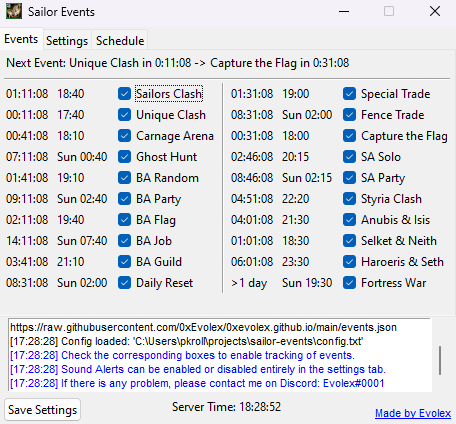 Sailor Events
Events Settings Schedule
Next Event: Unique Clash in 0:11:08 -> Capture the Flag in 0:31:08
01:11:08 18:40 Sailors Clash
00:11:08 17:40 Unique Clash
00:41:08 18:10 Carnage Arena
07:11:08 Sun 00:40 Ghost Hunt
01:41:08 19:10 BA Random
09:11:08 Sun 02:40 BA Party
02:11:08 19:40 BA Flag
14:11:08 Sun 07:40 BA Job
03:41:08 21:10 BA Guild
08:31:08 Sun 02:00 Daily Reset
01:31:08 19:00 Special Trade
08:31:08 Sun 02:00 Fence Trade
00:31:08 18:00 Capture the Flag
02:46:08 20:15 SA Solo
08:46:08 Sun 02:15 SA Party
04:51:08 22:20 Styria Clash
04:01:08 21:30 Anubis & Isis
01:01:08 18:30 Selket & Neith
06:01:08 23:30 Haroeris & Seth
>1 day Sun 19:30 Fortress War
https://raw.githubusercontent.com/0xEvolex/0xevolex.github.io/main/events.json
[17:28:28] Config loaded: 'C:\Users\pkroll\projects\sailor-events\config.txt'
[17:28:28] Check the corresponding boxes to enable tracking of events.
[17:28:28] Sound Alerts can be enabled or disabled entirely in the settings tab.
[17:28:28] If there is any problem, please contact me on Discord: Evolex#0001
Save Settings
Server Time: 18:28:52
Made by Evolex